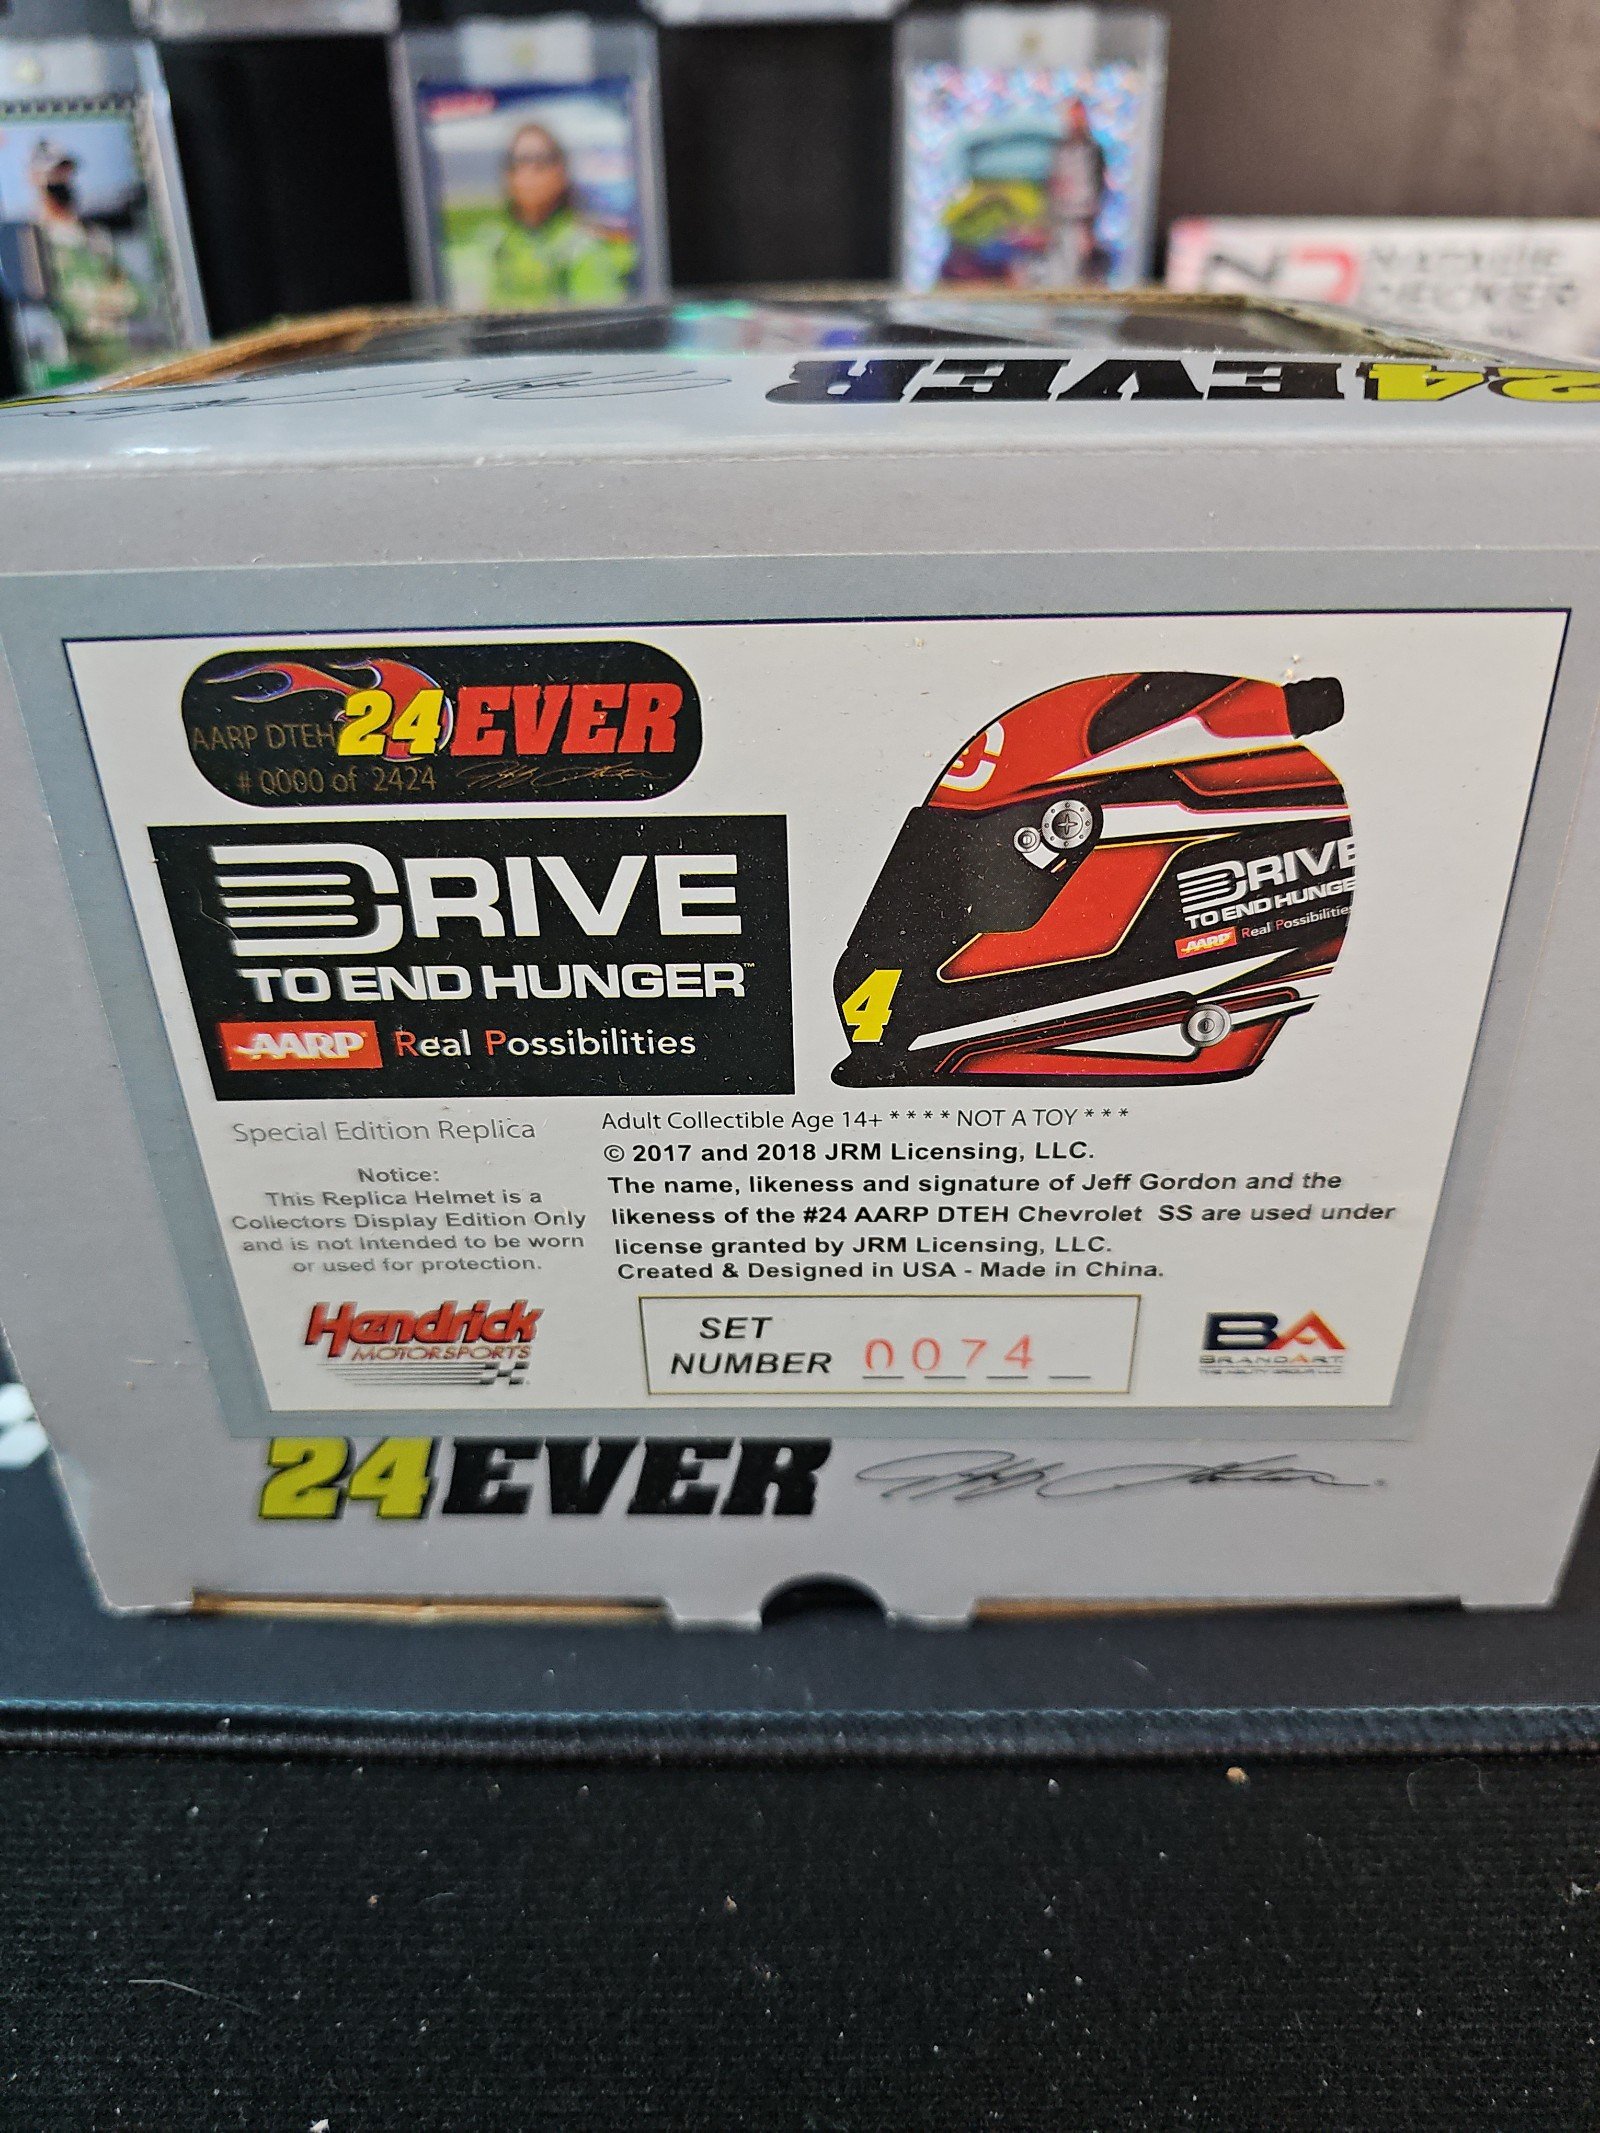 NATALIE
DECKER
24EVER
AARP DTEH 24EVER
# 0000 of 2424
DRIVE
TO END HUNGER™
AARP® Real Possibilities
DRIVE
TO END HUNGE
AARP Real Possibilities
4
Special Edition Replica
Notice:
This Replica Helmet is a
Collectors Display Edition Only
and is not Intended to be worn
or used for protection.
Adult Collectible Age 14+ * * * * NOT A TOY * * *
© 2017 and 2018 JRM Licensing, LLC.
The name, likeness and signature of Jeff Gordon and the
likeness of the #24 AARP DTEH Chevrolet SS are used under
license granted by JRM Licensing, LLC.
Created & Designed in USA - Made in China.
Hendrick
MOTORSPORTS
SET
NUMBER 0074
BA
BRANDART
24EVER